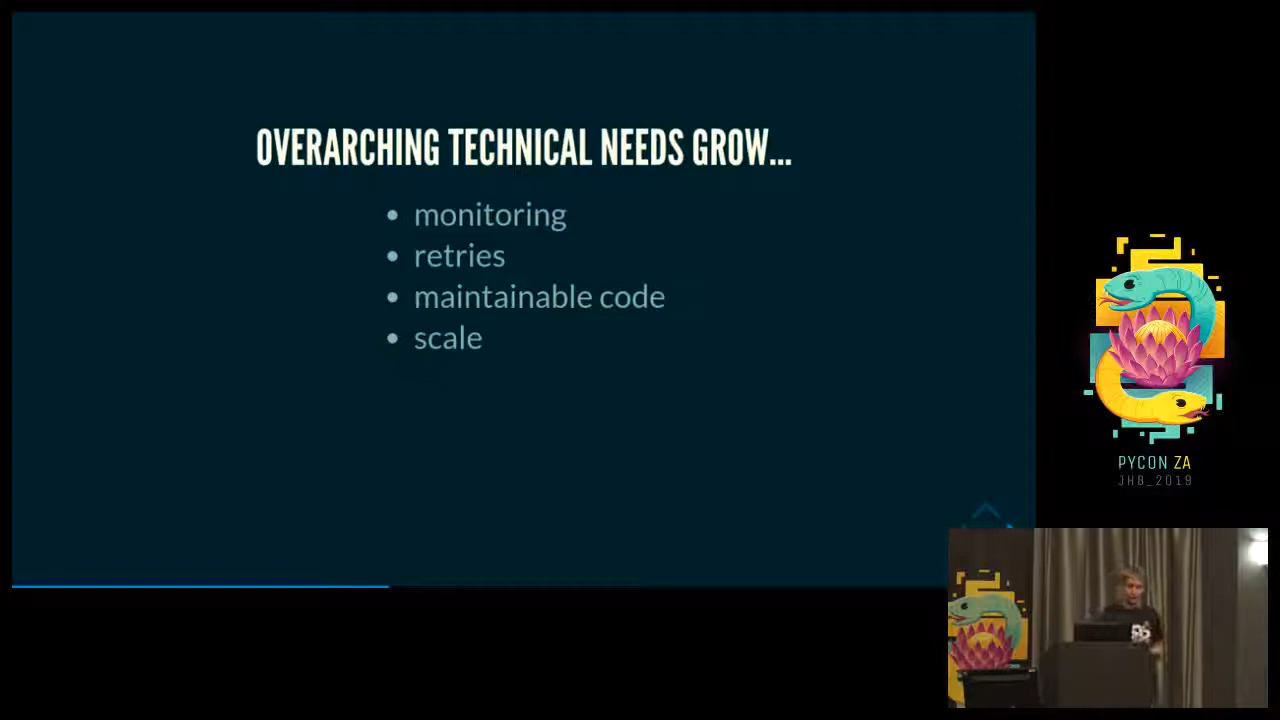 OVERARCHING TECHNICAL NEEDS GROW...
• monitoring
• retries
• maintainable code
• scale
PYCON ZA
JHB_2019